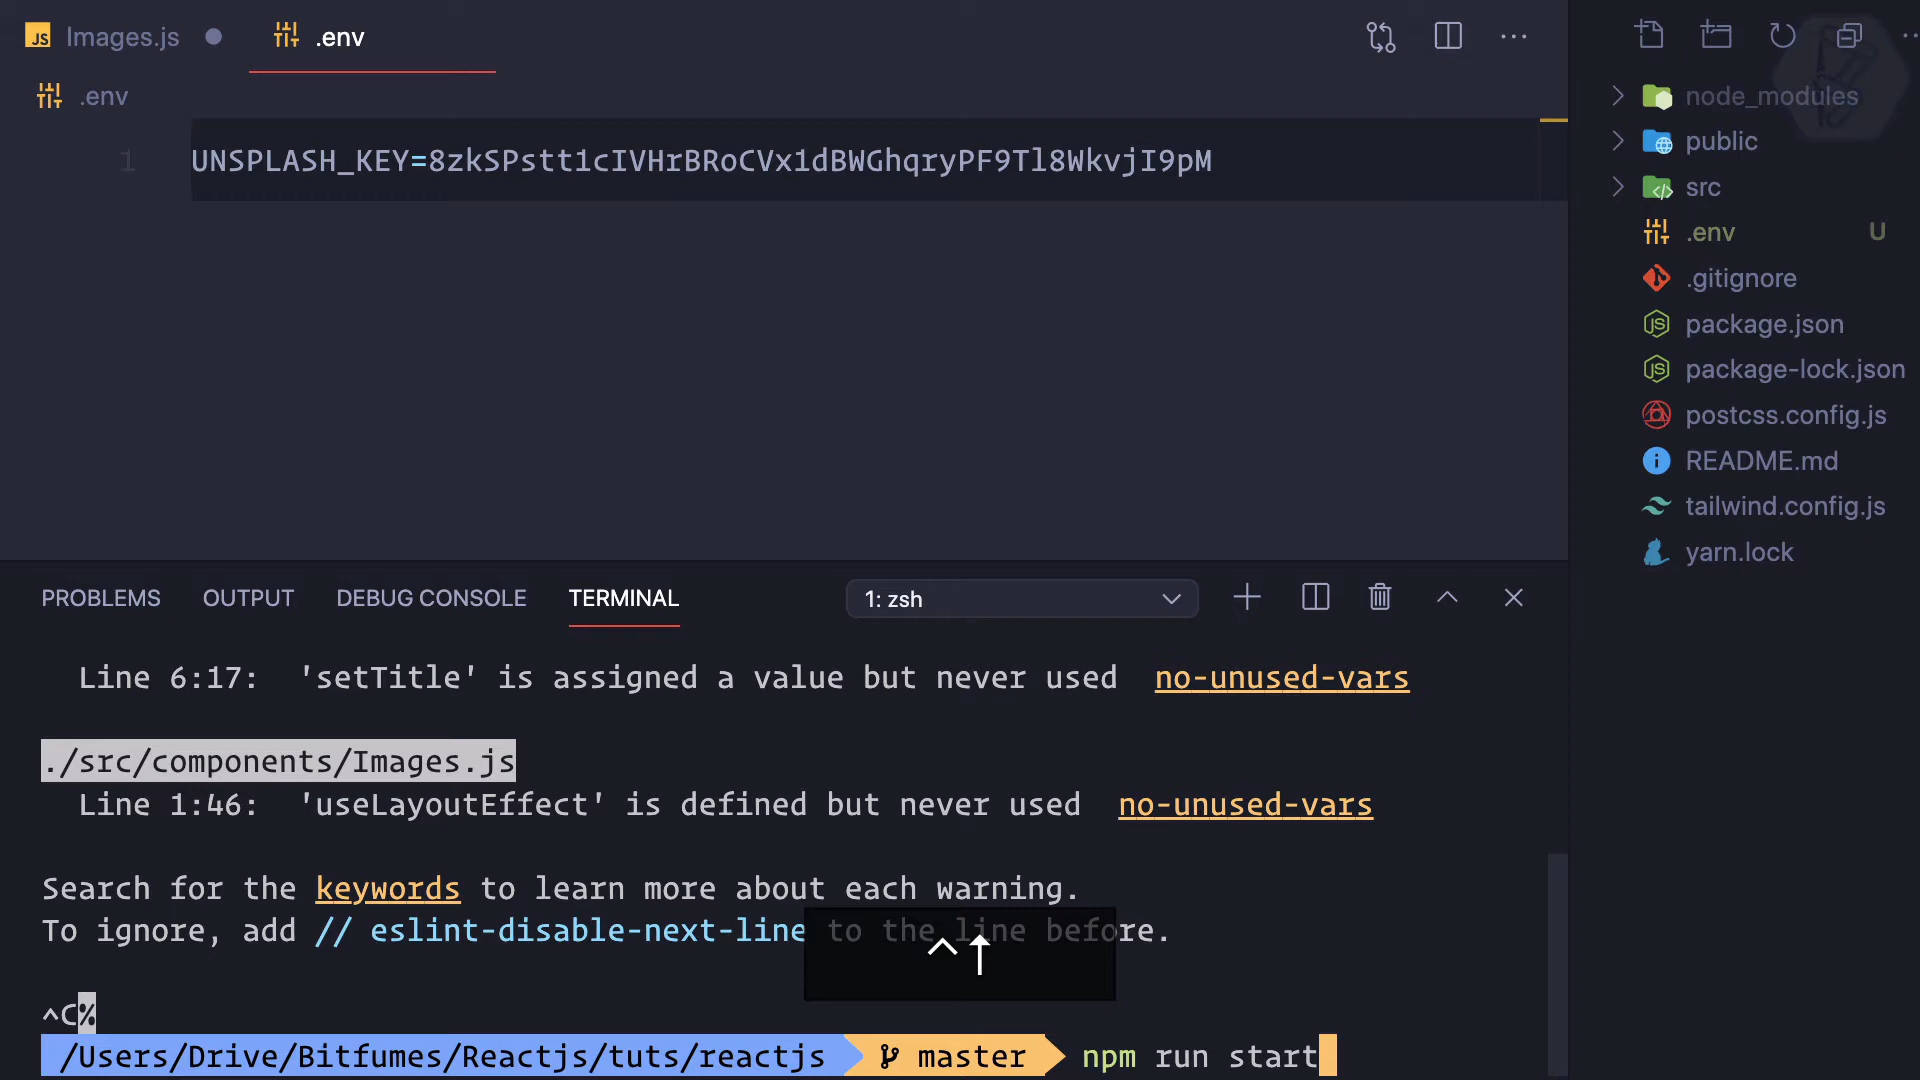 Images.js
.env
.env
1
UNSPLASH_KEY=8zkSPstt1cIVHrBRoCVx1dBWGhqryPF9Tl8WkvjI9pM
node_modules
public
src
.env U
.gitignore
package.json
package-lock.json
postcss.config.js
README.md
tailwind.config.js
yarn.lock
PROBLEMS OUTPUT DEBUG CONSOLE TERMINAL 1: zsh
Line 6:17: 'setTitle' is assigned a value but never used no-unused-vars
./src/components/Images.js
Line 1:46: 'useLayoutEffect' is defined but never used no-unused-vars
Search for the keywords to learn more about each warning.
To ignore, add // eslint-disable-next-line to the line before.
^↑
^C%
/Users/Drive/Bitfumes/Reactjs/tuts/reactjs master npm run start